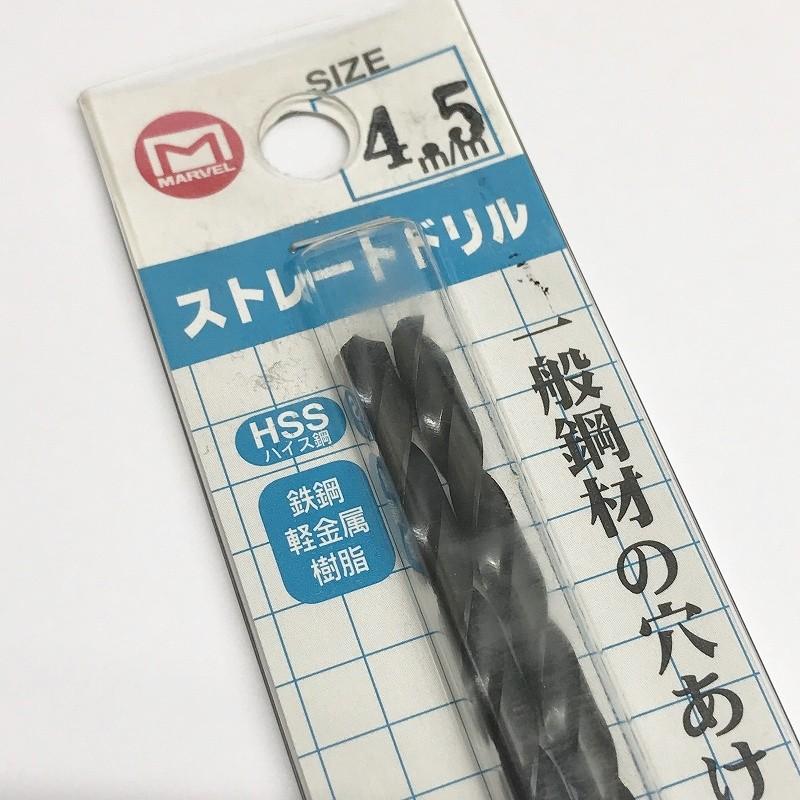 SIZE
4.5
m/m
M
MARVEL
ストレートドリル
一般鋼材の穴あけ
HSS
ハイス鋼
鉄鋼
軽金属
樹脂